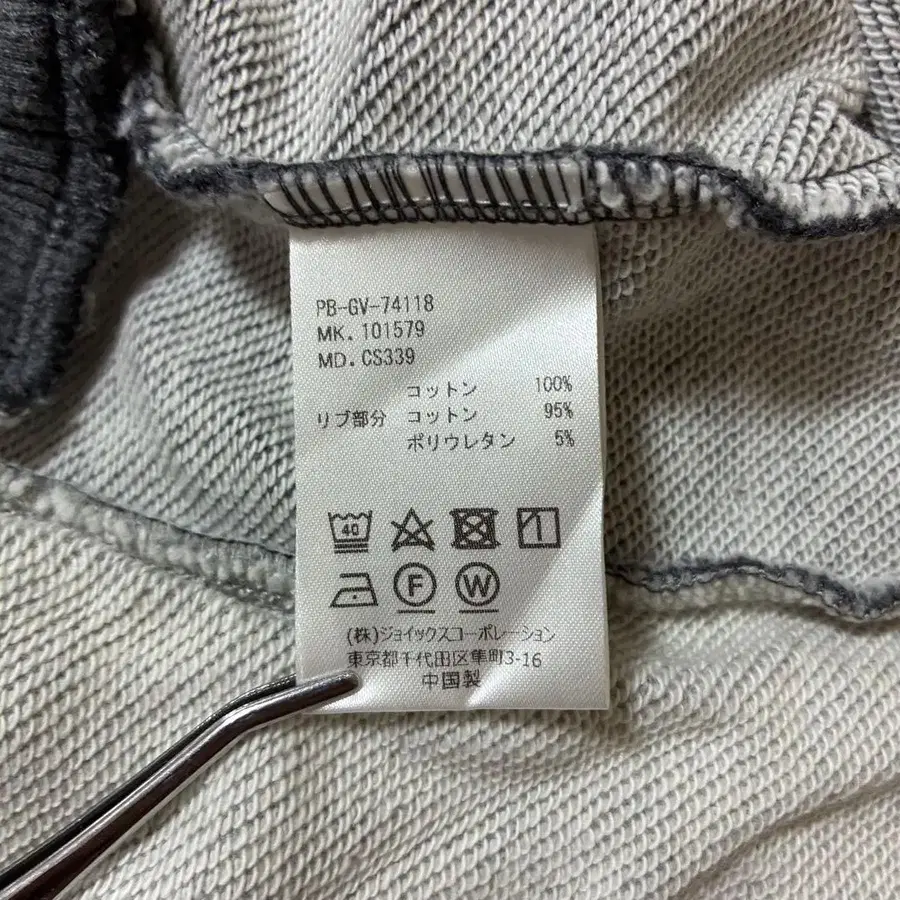 PB-GV-74118
MK.101579
MD.CS339
コットン 100%
リブ部分 コットン 95%
ポリウレタン 5%
40
F W
(株)ジョイックスコーポレーション
東京都千代田区隼町3-16
中国製